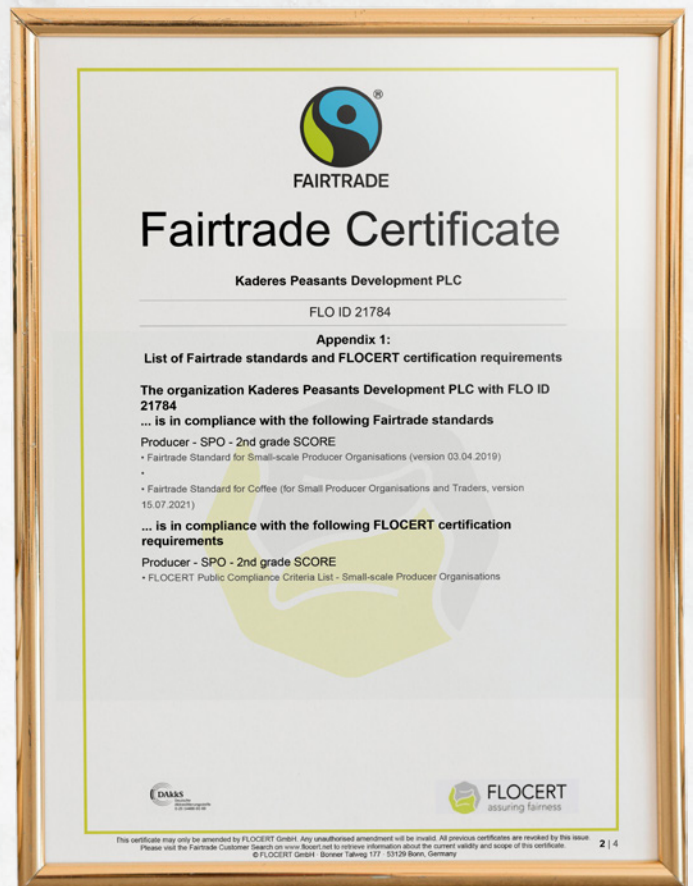 ®
FAIRTRADE
Fairtrade Certificate
Kaderes Peasants Development PLC
FLO ID 21784
Appendix 1:
List of Fairtrade standards and FLOCERT certification requirements
The organization Kaderes Peasants Development PLC with FLO ID
21784
... is in compliance with the following Fairtrade standards
Producer - SPO - 2nd grade SCORE
• Fairtrade Standard for Small-scale Producer Organisations (version 03.04.2019)
•
• Fairtrade Standard for Coffee (for Small Producer Organisations and Traders, version
15.07.2021)
... is in compliance with the following FLOCERT certification
requirements
Producer - SPO - 2nd grade SCORE
• FLOCERT Public Compliance Criteria List - Small-scale Producer Organisations
DAkkS
FLOCERT
assuring fairness
This certificate may only be amended by FLOCERT GmbH. Any unauthorised amendment will be invalid. All previous certificates are revoked by this issue.
Please visit the Fairtrade Customer Search on www.flocert.net to retrieve information about the current validity and scope of this certificate.
© FLOCERT GmbH · Bonner Talweg 177 · 53129 Bonn, Germany
2 | 4